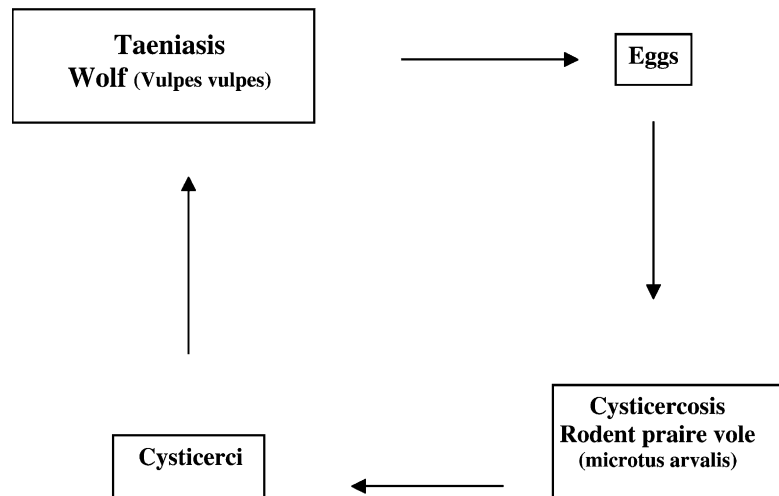 Taeniasis
Wolf (Vulpes vulpes)
Eggs
Cysticercosis
Rodent praire vole
(microtus arvalis)
Cysticerci